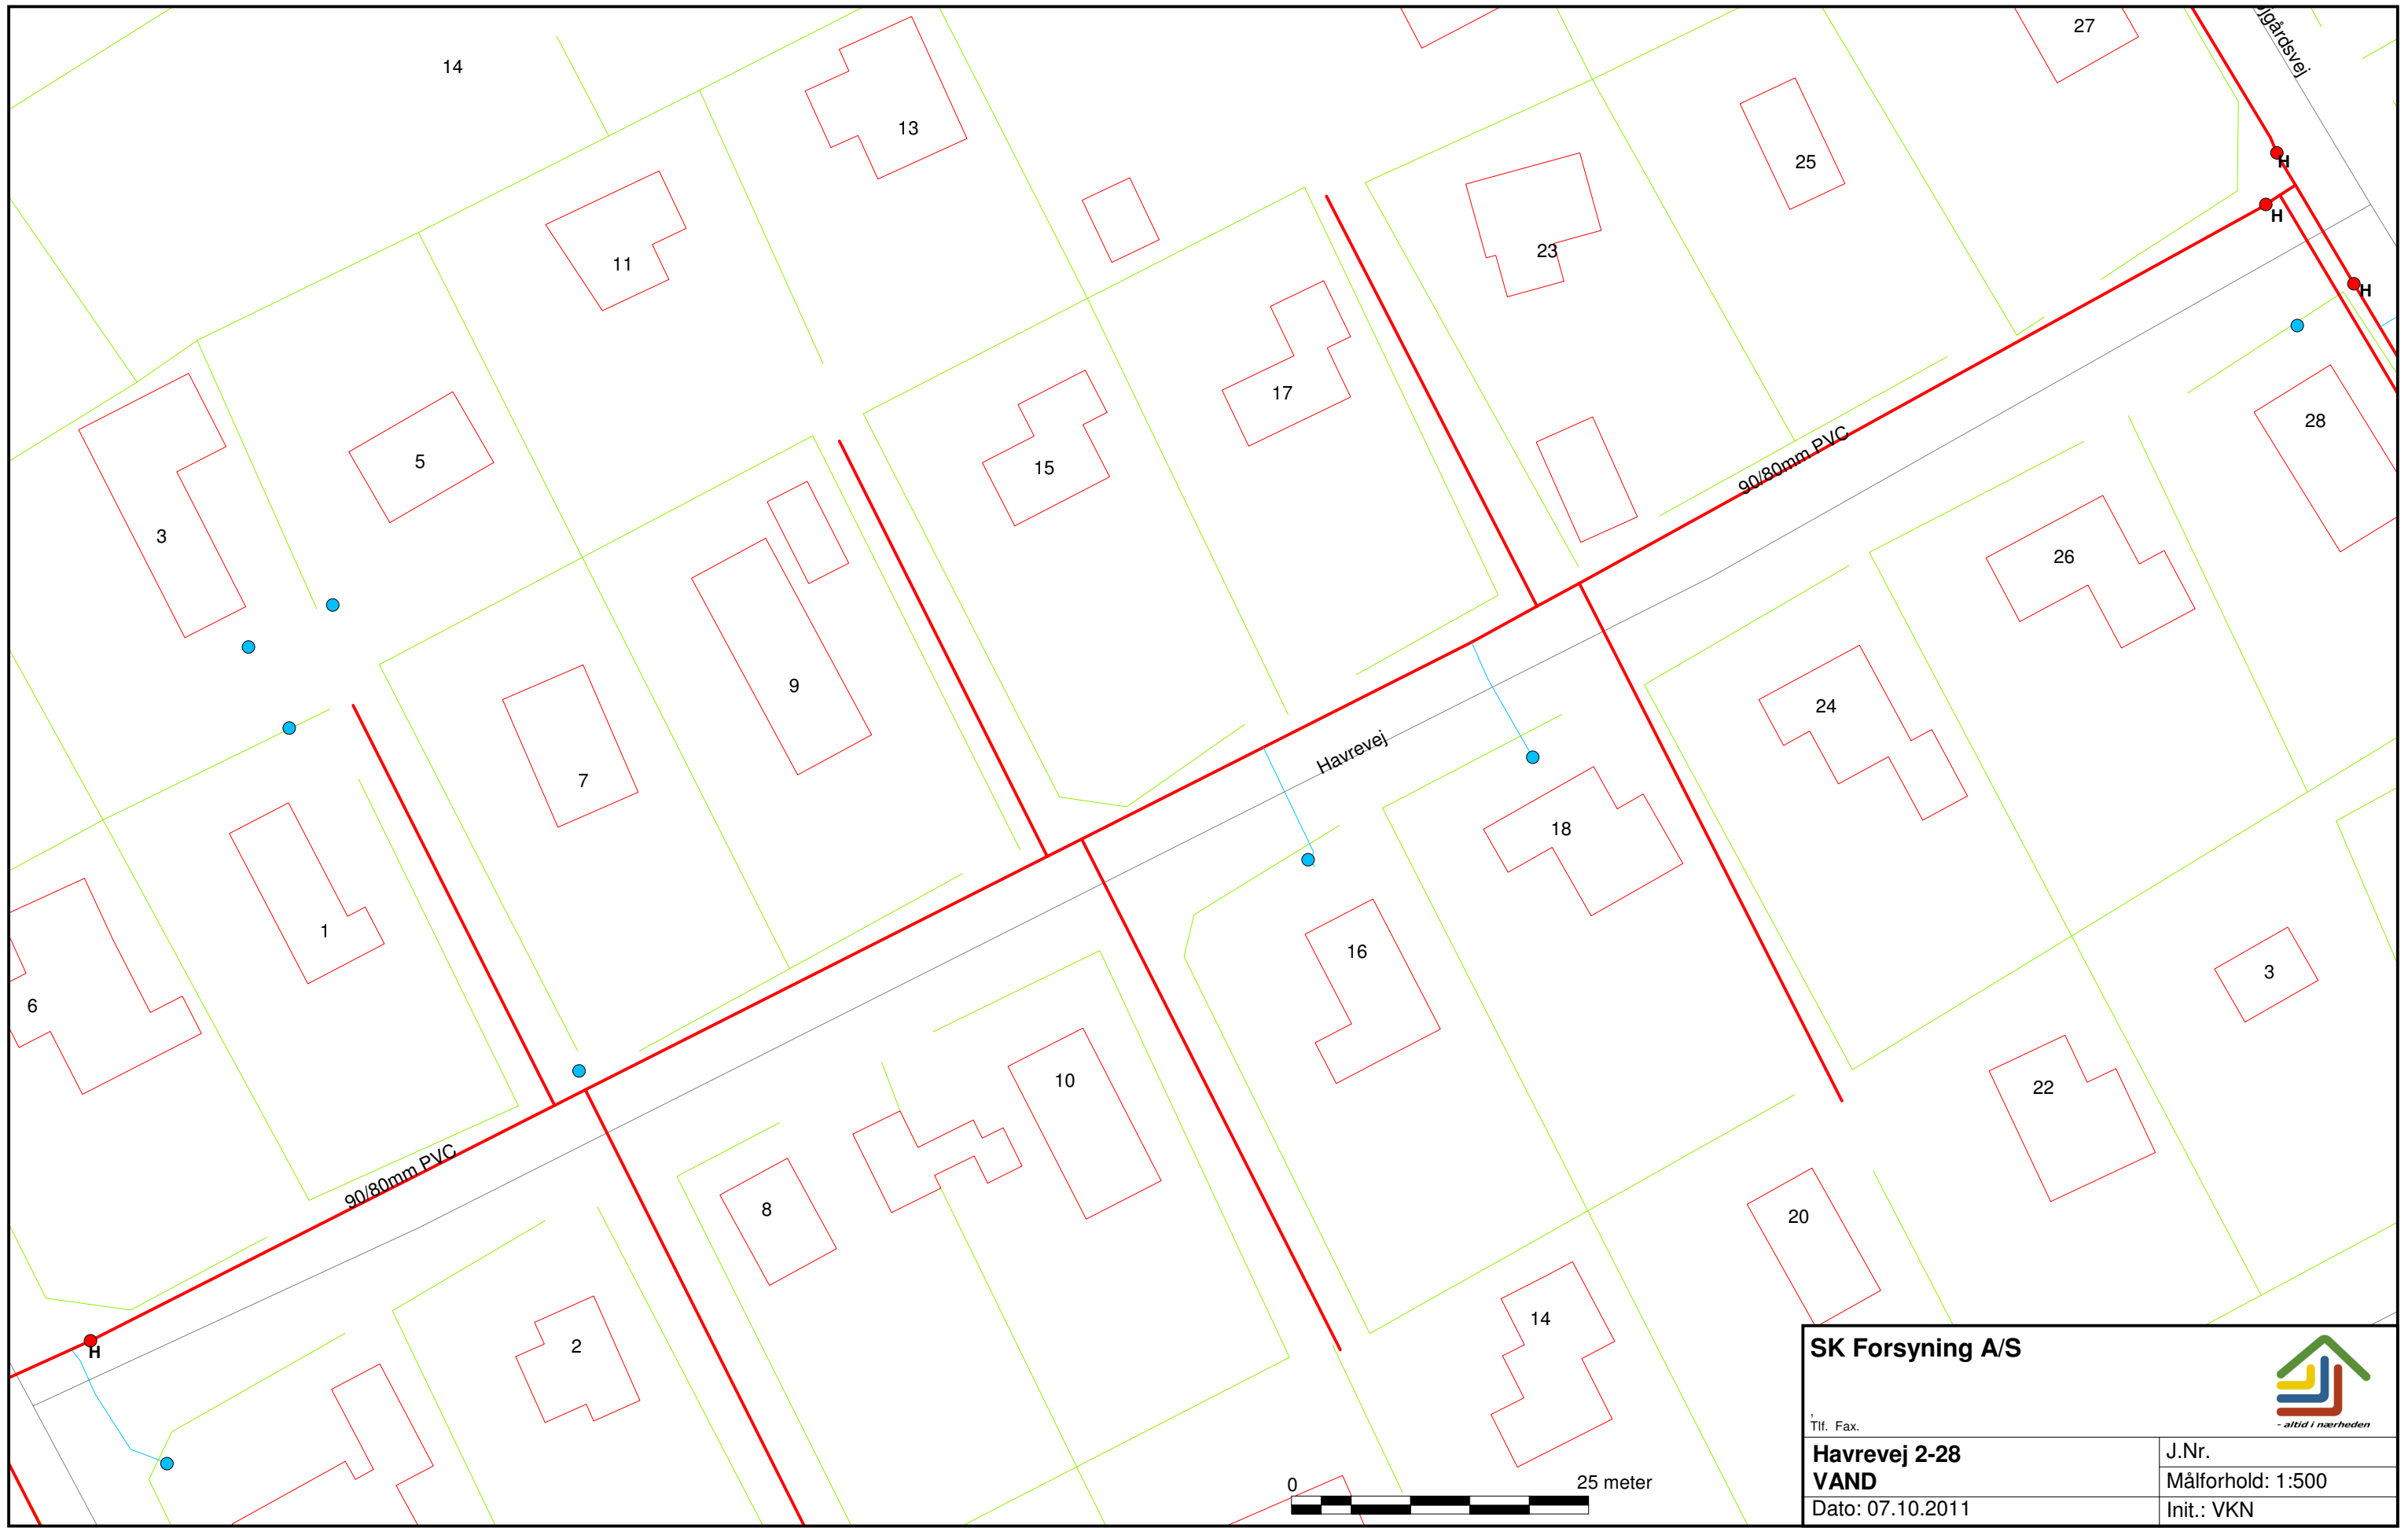 14
13
27
25
23
11
17
15
5
3
9
7
1
6
H
H
H
28
26
24
18
16
10
8
2
3
22
20
14
90/80mm PVC
Havrevej
90/80mm PVC
H
0 25 meter
SK Forsyning A/S
,
Tlf. Fax.
- altid i nærheden
Havrevej 2-28
VAND
J.Nr.
Målforhold: 1:500
Dato: 07.10.2011
Init.: VKN